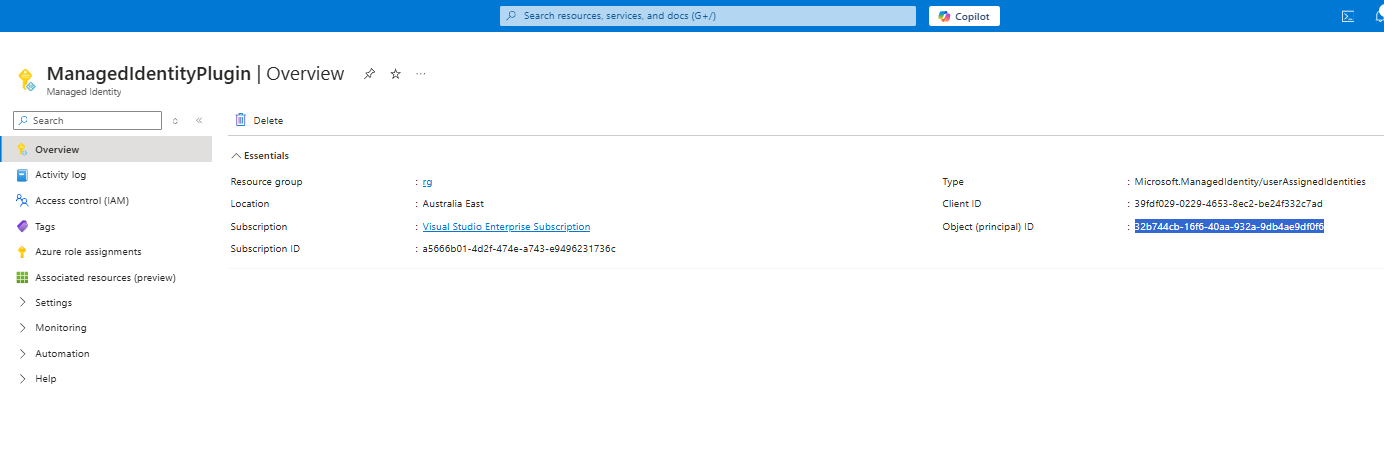 Search resources, services, and docs (G+/)
Copilot
ManagedIdentityPlugin | Overview
Managed Identity
Search
Delete
Overview
Activity log
Access control (IAM)
Tags
Azure role assignments
Associated resources (preview)
Settings
Monitoring
Automation
Help
Essentials
Resource group : rg
Location : Australia East
Subscription : Visual Studio Enterprise Subscription
Subscription ID : a5666b01-4d2f-474e-a743-e9496231736c
Type : Microsoft.ManagedIdentity/userAssignedIdentities
Client ID : 39fdf029-0229-4653-8ec2-be24f332c7ad
Object (principal) ID : 32b744cb-16f6-40aa-932a-9db4ae9df0f6